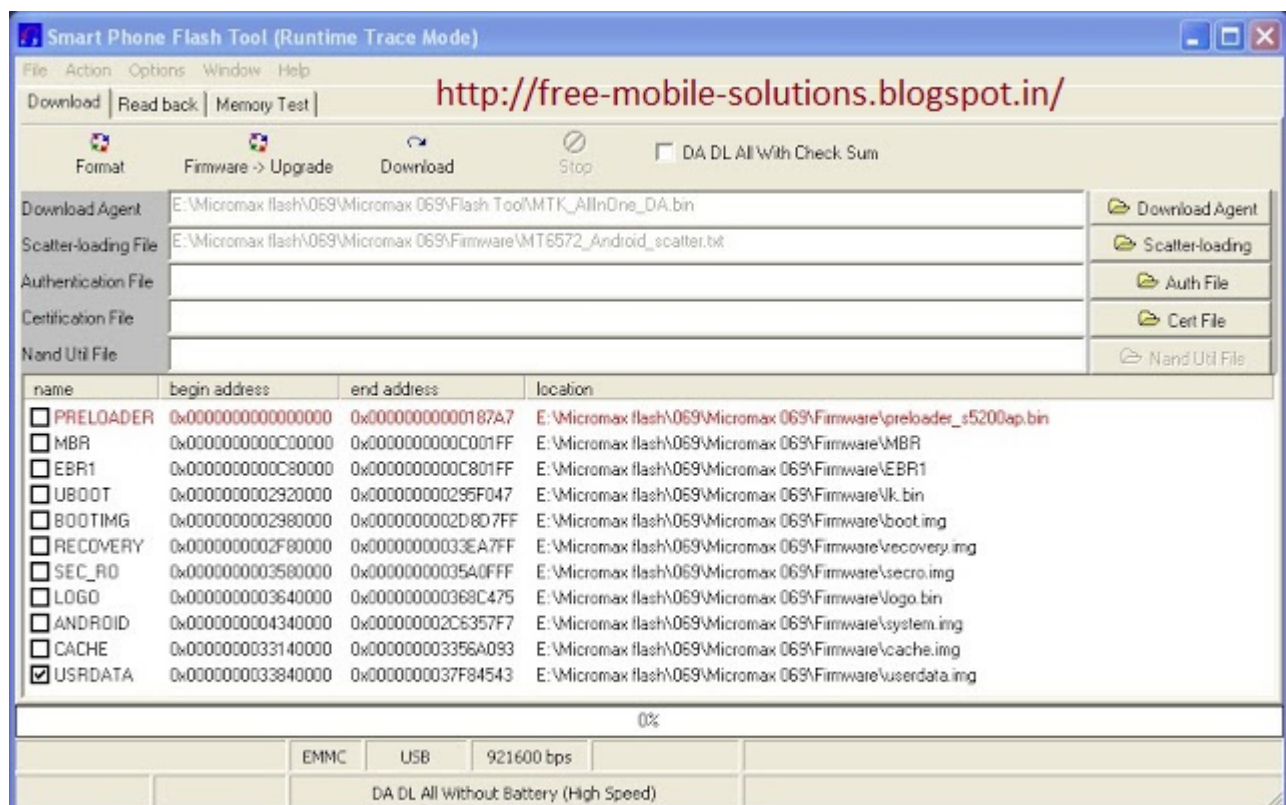 Smart Phone Flash Tool (Runtime Trace Mode)
File Action Options Window Help
http://free-mobile-solutions.blogspot.in/
Download Read back Memory Test
Format Firmware -> Upgrade Download Stop DA DL All With Check Sum
Download Agent E:\Micromax flash\069\Micromax 069\Flash Tool\MTK_AllInOne_DA.bin Download Agent
Scatter-loading File E:\Micromax flash\069\Micromax 069\Firmware\MT6572_Android_scatter.txt Scatter-loading
Authentication File Auth File
Certification File Cert File
Nand Util File Nand Util File
name begin address end address location
PRELOADER 0x0000000000000000 0x00000000000187A7 E:\Micromax flash\069\Micromax 069\Firmware\preloader_s5200ap.bin
MBR 0x0000000000C00000 0x0000000000C001FF E:\Micromax flash\069\Micromax 069\Firmware\MBR
EBR1 0x0000000000C80000 0x0000000000C801FF E:\Micromax flash\069\Micromax 069\Firmware\EBR1
UBOOT 0x0000000002920000 0x000000000295F047 E:\Micromax flash\069\Micromax 069\Firmware\lk.bin
BOOTIMG 0x0000000002980000 0x0000000002D8D7FF E:\Micromax flash\069\Micromax 069\Firmware\boot.img
RECOVERY 0x0000000002F80000 0x00000000033EA7FF E:\Micromax flash\069\Micromax 069\Firmware\recovery.img
SEC_RO 0x0000000003580000 0x00000000035A0FFF E:\Micromax flash\069\Micromax 069\Firmware\secro.img
LOGO 0x0000000003640000 0x000000000368C475 E:\Micromax flash\069\Micromax 069\Firmware\logo.bin
ANDROID 0x0000000004340000 0x000000002C6357F7 E:\Micromax flash\069\Micromax 069\Firmware\system.img
CACHE 0x0000000033140000 0x000000003356A093 E:\Micromax flash\069\Micromax 069\Firmware\cache.img
USRDATA 0x0000000033840000 0x0000000037F84543 E:\Micromax flash\069\Micromax 069\Firmware\userdata.img
0%
EMMC USB 921600 bps
DA DL All Without Battery (High Speed)